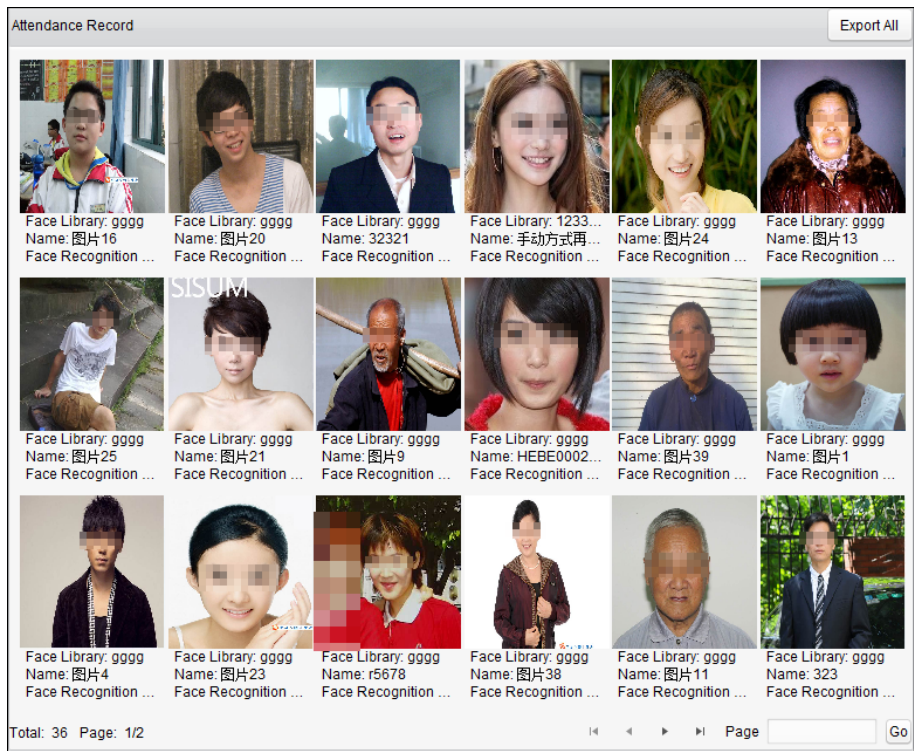 Attendance Record
Export All
Face Library: gggg
Name: 图片16
Face Recognition ...
Face Library: gggg
Name: 图片20
Face Recognition ...
Face Library: gggg
Name: 32321
Face Recognition ...
Face Library: 1233...
Name: 手动方式再...
Face Recognition ...
Face Library: gggg
Name: 图片24
Face Recognition ...
Face Library: gggg
Name: 图片13
Face Recognition ...
SISUM
Face Library: gggg
Name: 图片25
Face Recognition ...
Face Library: gggg
Name: 图片21
Face Recognition ...
Face Library: gggg
Name: 图片9
Face Recognition ...
Face Library: gggg
Name: HEBE0002...
Face Recognition ...
Face Library: gggg
Name: 图片39
Face Recognition ...
Face Library: gggg
Name: 图片1
Face Recognition ...
Face Library: gggg
Name: 图片4
Face Recognition ...
Face Library: gggg
Name: 图片23
Face Recognition ...
Face Library: gggg
Name: r5678
Face Recognition ...
Face Library: gggg
Name: 图片38
Face Recognition ...
Face Library: gggg
Name: 图片11
Face Recognition ...
Face Library: gggg
Name: 323
Face Recognition ...
Total: 36 Page: 1/2
Page
Go